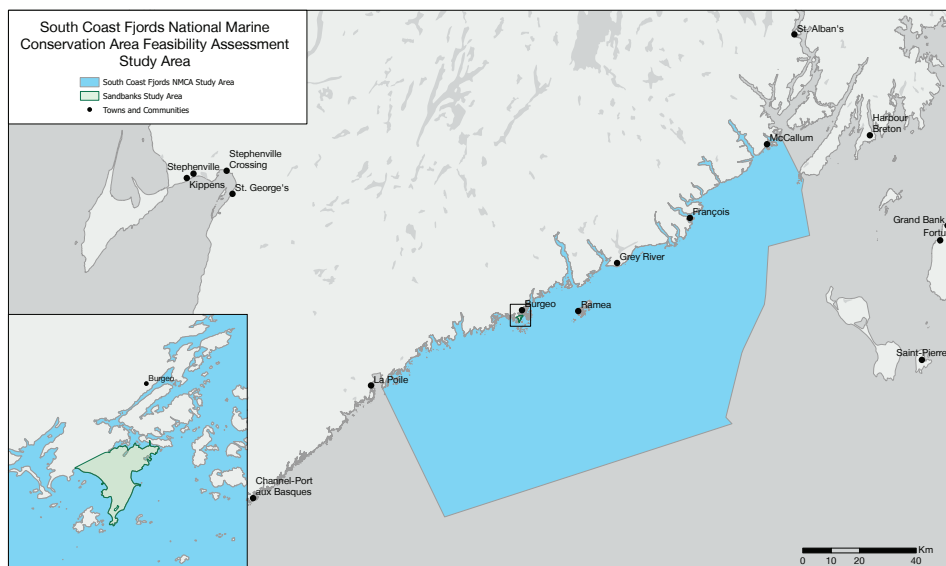 South Coast Fjords National Marine
Conservation Area Feasibility Assessment
Study Area
South Coast Fjords NMCA Study Area
Sandbanks Study Area
Towns and Communities
St. Alban's
Harbour
Breton
McCallum
Stephenville
Crossing
Stephenville
Kippens
St. George's
François
Grand Bank
Fortu
Grey River
Burgeo
Ramea
Saint-Pierre
La Poile
Burgeo
Channel-Port
aux Basques
Km
0 10 20 40